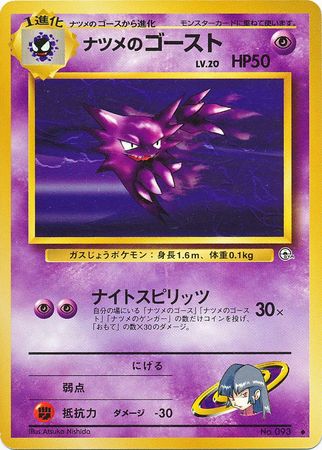 1進化
ナツメのゴースから進化
モンスターカードに重ねて使います。
ナツメのゴースト
LV.20 HP50
ガスじょうポケモン：身長1.6m、体重0.1kg
ナイトスピリッツ
30×
自分の場にいる「ナツメのゴース」「ナツメのゴース
ト」「ナツメのゲンガー」の数だけコインを投げ、
「おもて」の数×30のダメージ。
にげる
弱点
抵抗力 ダメージ -30
Illus.Atsuko Nishida
No.093